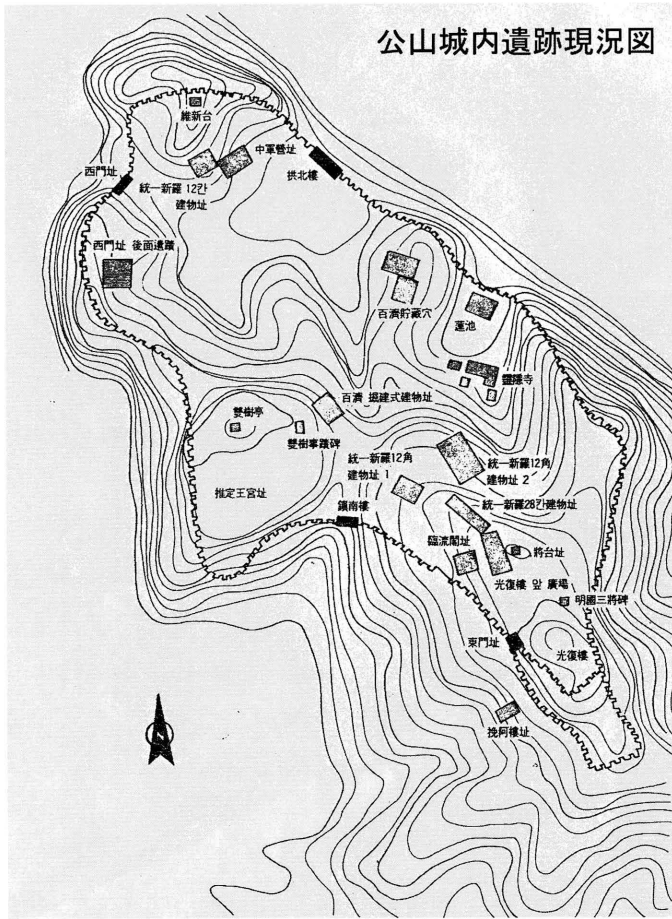 公山城内遺跡現況図
維新台
中軍營址
拱北樓
西門址
統一新羅 12칸
建物址
西門址 後面遺蹟
百濟貯藏穴
蓮池
靈隱寺
百濟 掘建式建物址
雙樹亭
雙樹事蹟碑
統一新羅12角
建物址 1
統一新羅12角
建物址 2
推定王宮址
鎭南樓
統一新羅28칸建物址
臨流閣址
將台址
光復樓 앞 廣場
明國三將碑
東門址
光復樓
挽阿樓址
N